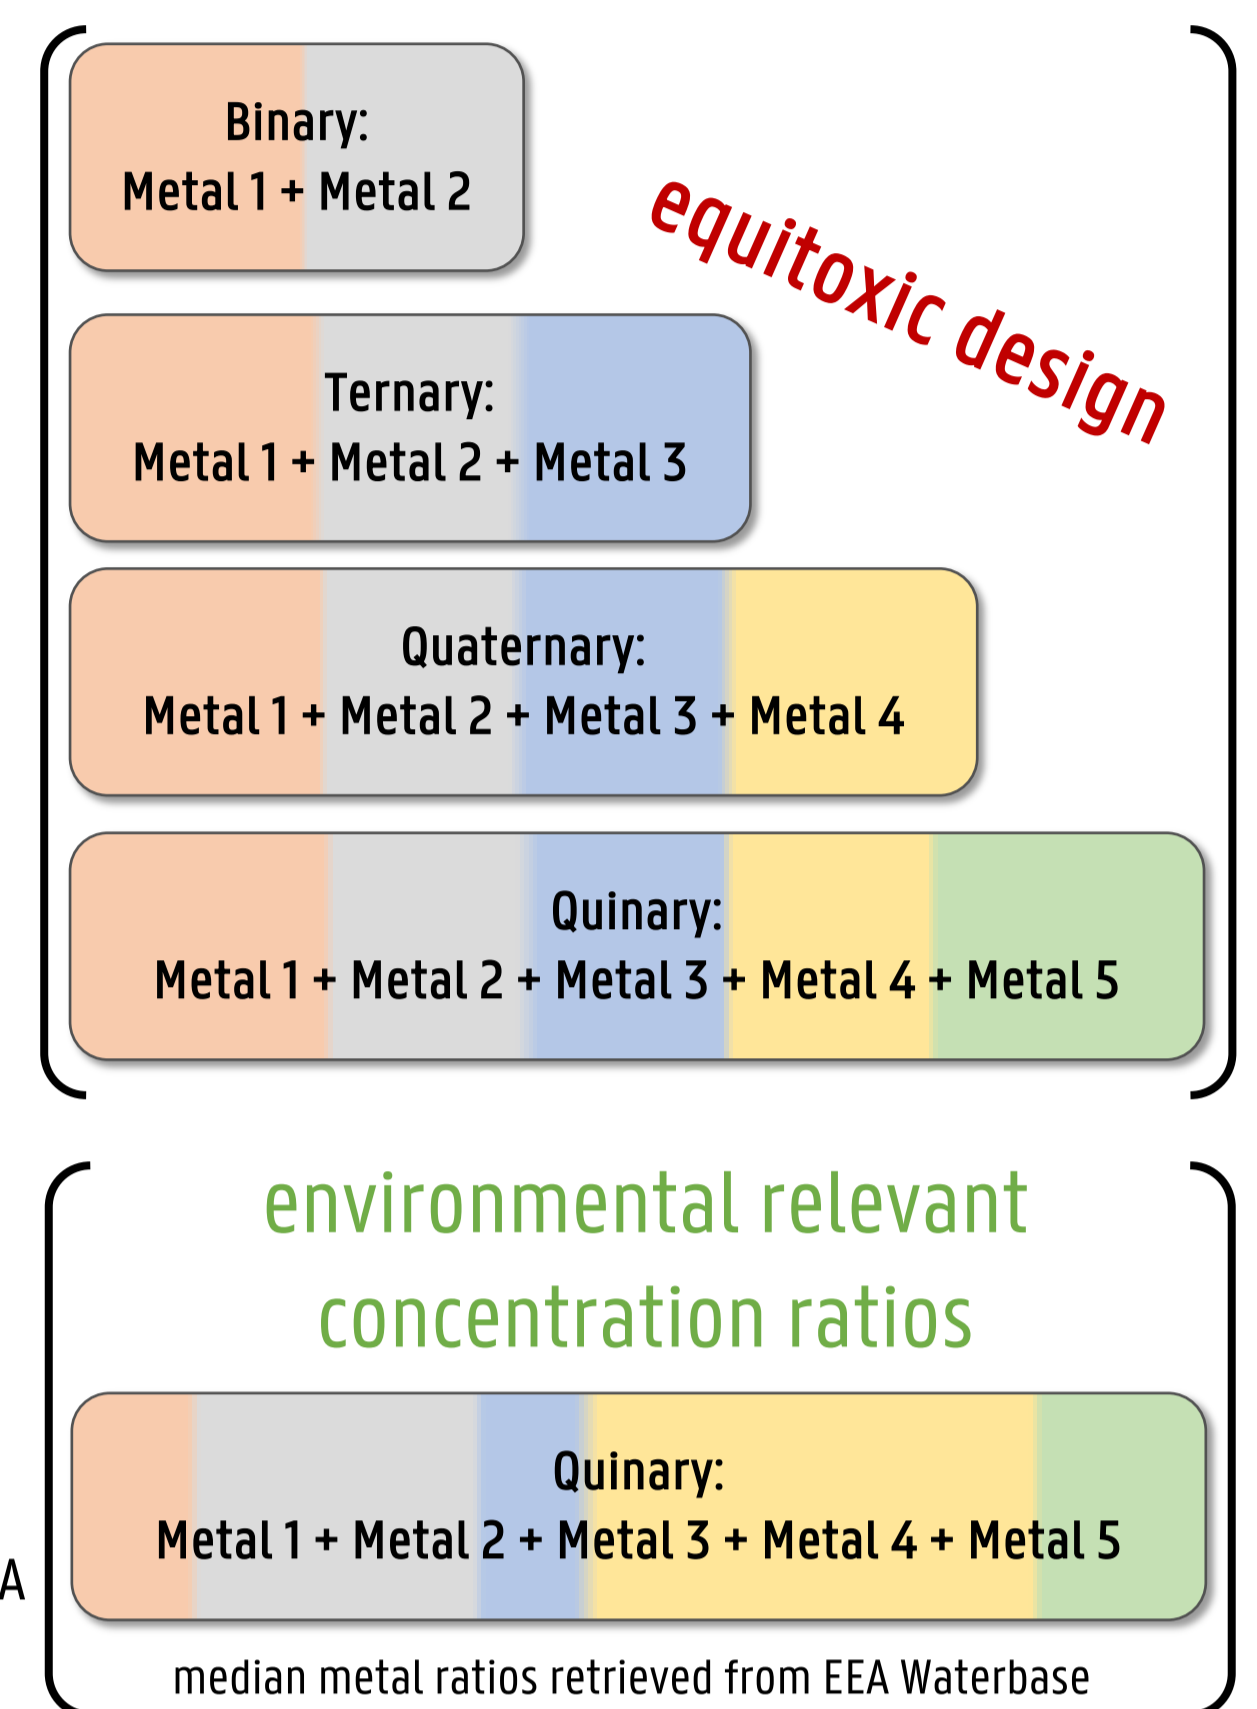 Binary:
Metal 1 + Metal 2
equitoxic design
Ternary:
Metal 1 + Metal 2 + Metal 3
Quaternary:
Metal 1 + Metal 2 + Metal 3 + Metal 4
Quinary:
Metal 1 + Metal 2 + Metal 3 + Metal 4 + Metal 5
environmental relevant
concentration ratios
Quinary:
Metal 1 + Metal 2 + Metal 3 + Metal 4 + Metal 5
A
median metal ratios retrieved from EEA Waterbase